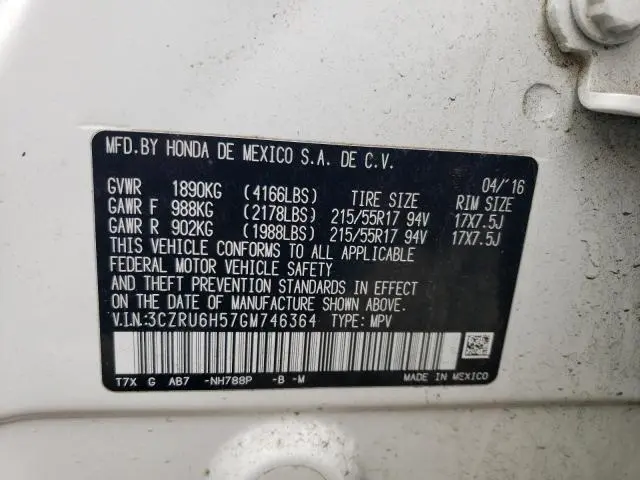 MFD.BY HONDA DE MEXICO S.A. DE C.V.
04/'16
GVWR 1890KG (4166LBS) TIRE SIZE RIM SIZE
GAWR F 988KG (2178LBS) 215/55R17 94V 17X7.5J
GAWR R 902KG (1988LBS) 215/55R17 94V 17X7.5J
THIS VEHICLE CONFORMS TO ALL APPLICABLE
FEDERAL MOTOR VEHICLE SAFETY
AND THEFT PREVENTION STANDARDS IN EFFECT
ON THE DATE OF MANUFACTURE SHOWN ABOVE.
V.I.N:3CZRU6H57GM746364 TYPE: MPV
T7X G AB7 -NH788P -B -M MADE IN MEXICO